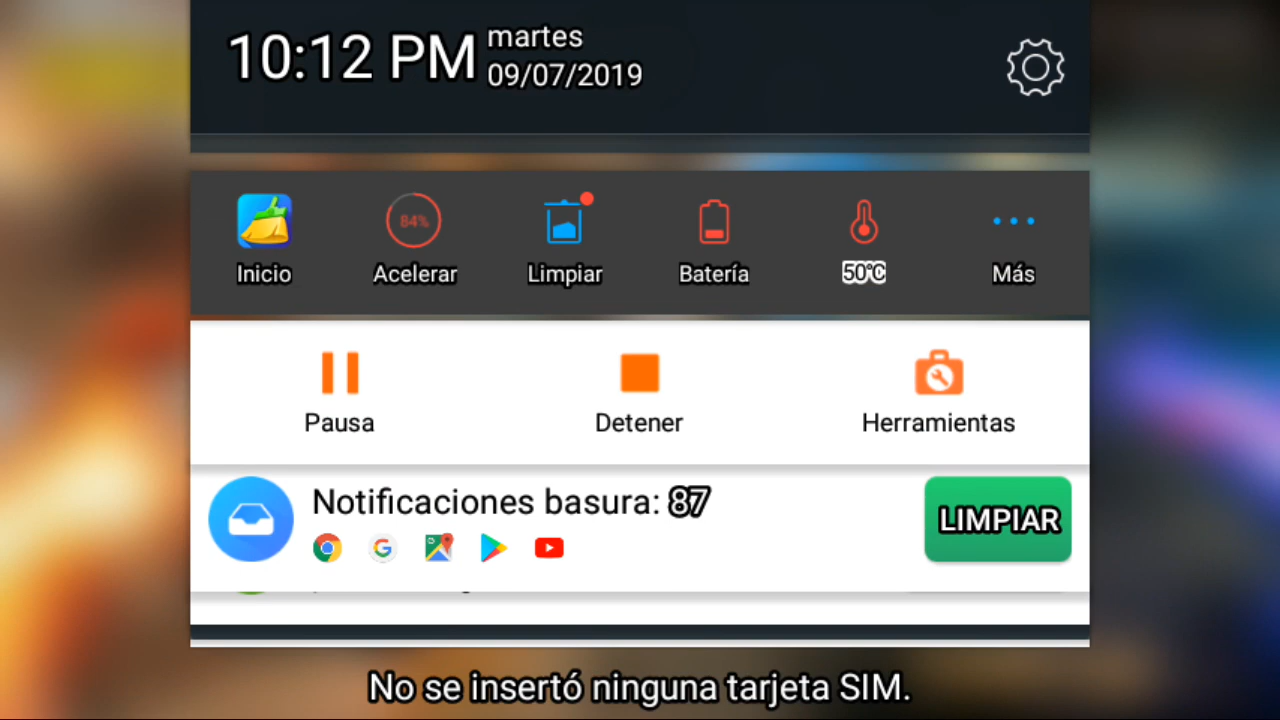 10:12 PM
martes
09/07/2019
Inicio
84%
Acelerar
Limpiar
Batería
50°C
Más
Pausa
Detener
Herramientas
Notificaciones basura: 87
LIMPIAR
No se insertó ninguna tarjeta SIM.